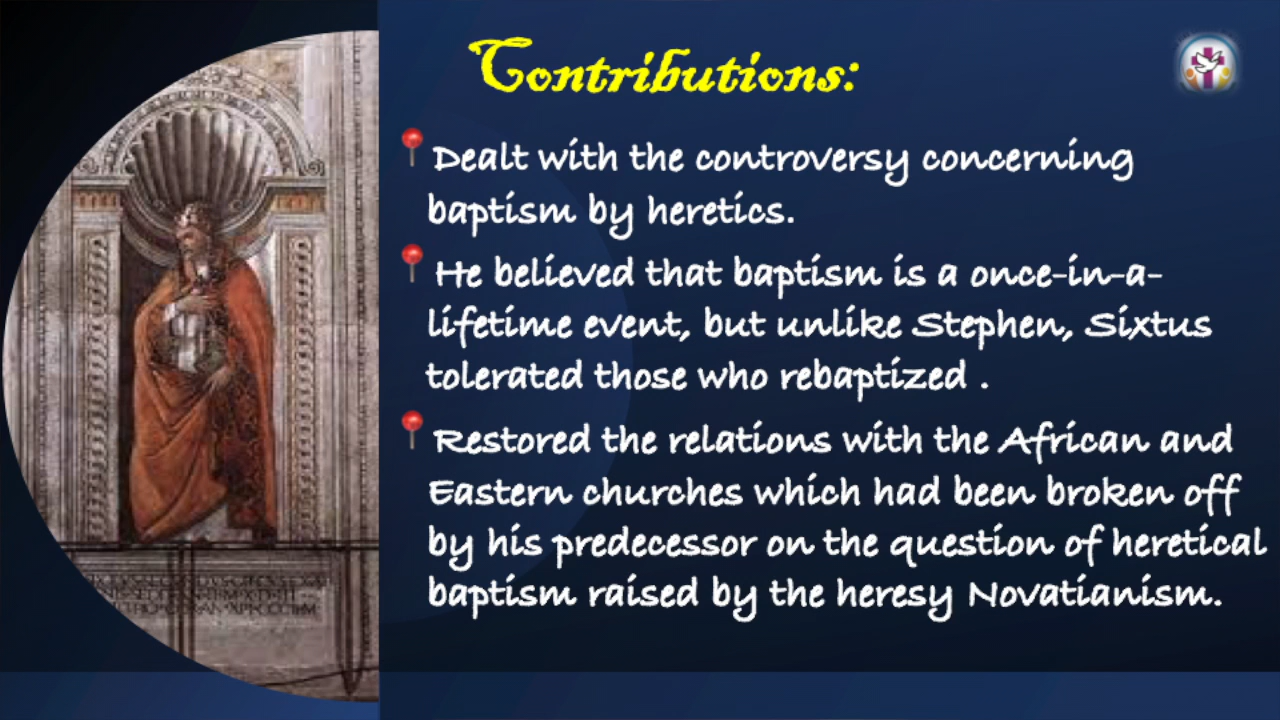 Contributions:
Dealt with the controversy concerning
baptism by heretics.
He believed that baptism is a once-in-a-
lifetime event, but unlike Stephen, Sixtus
tolerated those who rebaptized .
Restored the relations with the African and
Eastern churches which had been broken off
by his predecessor on the question of heretical
baptism raised by the heresy Novatianism.